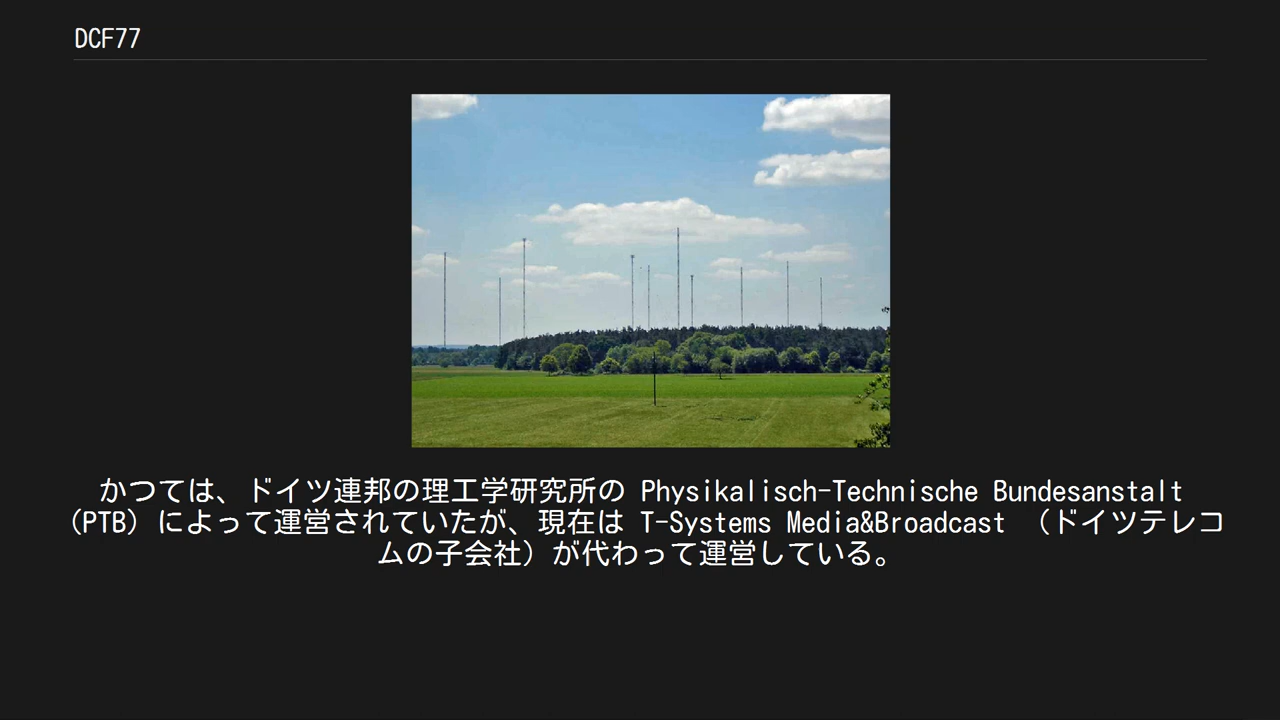 DCF77
かつては、ドイツ連邦の理工学研究所の Physikalisch-Technische Bundesanstalt
（PTB）によって運営されていたが、現在は T-Systems Media&Broadcast （ドイツテレコ
ムの子会社）が代わって運営している。